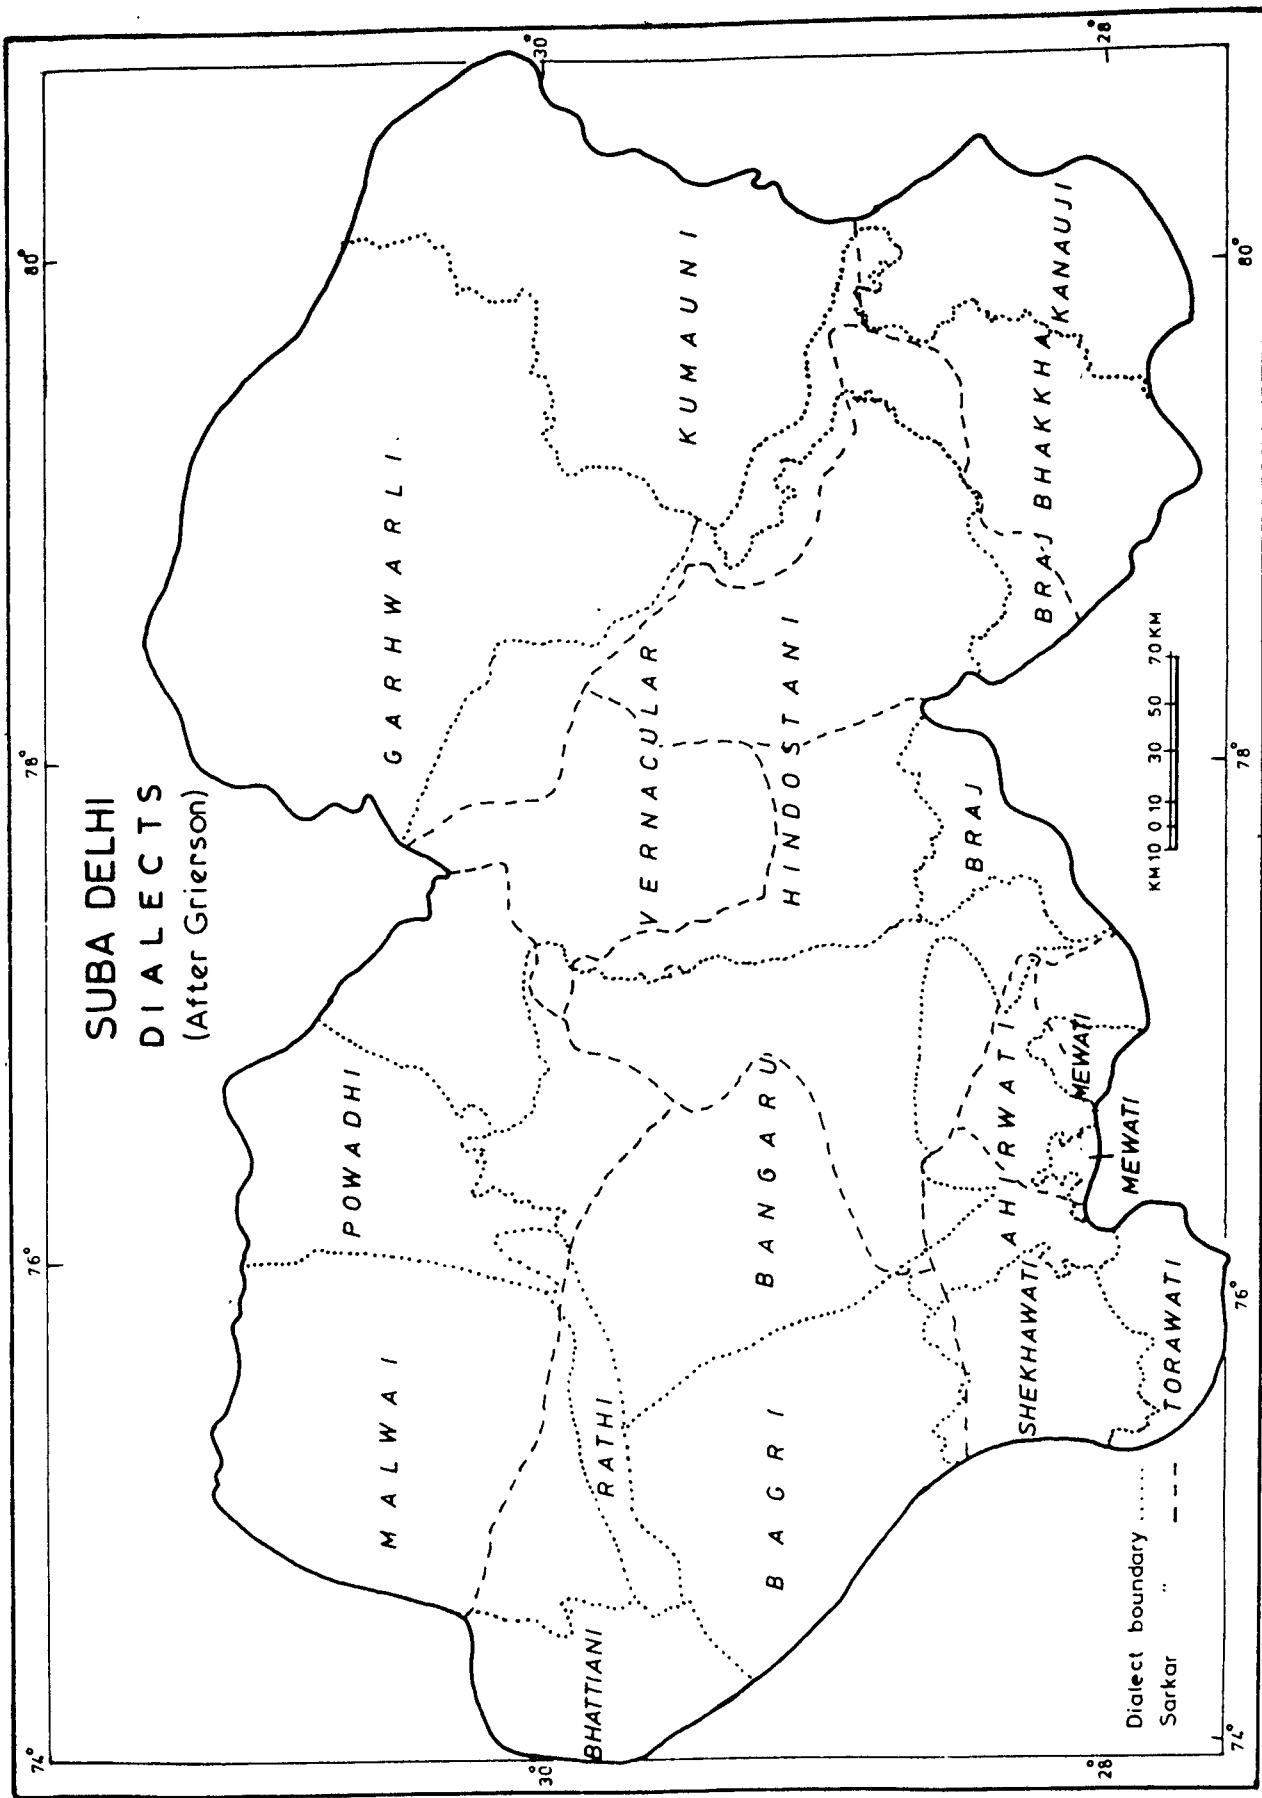 SUBA DELHI
DIALECTS
(After Grierson)
74°
76°
78°
80°
30°
30°
28°
28°
GARHWARLI
POWADHI
MALWAI
KUMAUNI
VERNACULAR
HINDOSTANI
RATHI
BHATTIANI
BANGARU
BAGRI
BRAJ
BRAJ BHAKKHA
KANAUJI
AHIRWATI
SHEKHAWATI
MEWATI
MEWATI
TORAWATI
Dialect boundary ........
Sarkar " ---
KM 10 0 10 30 50 70 KM
74°
76°
78°
80°